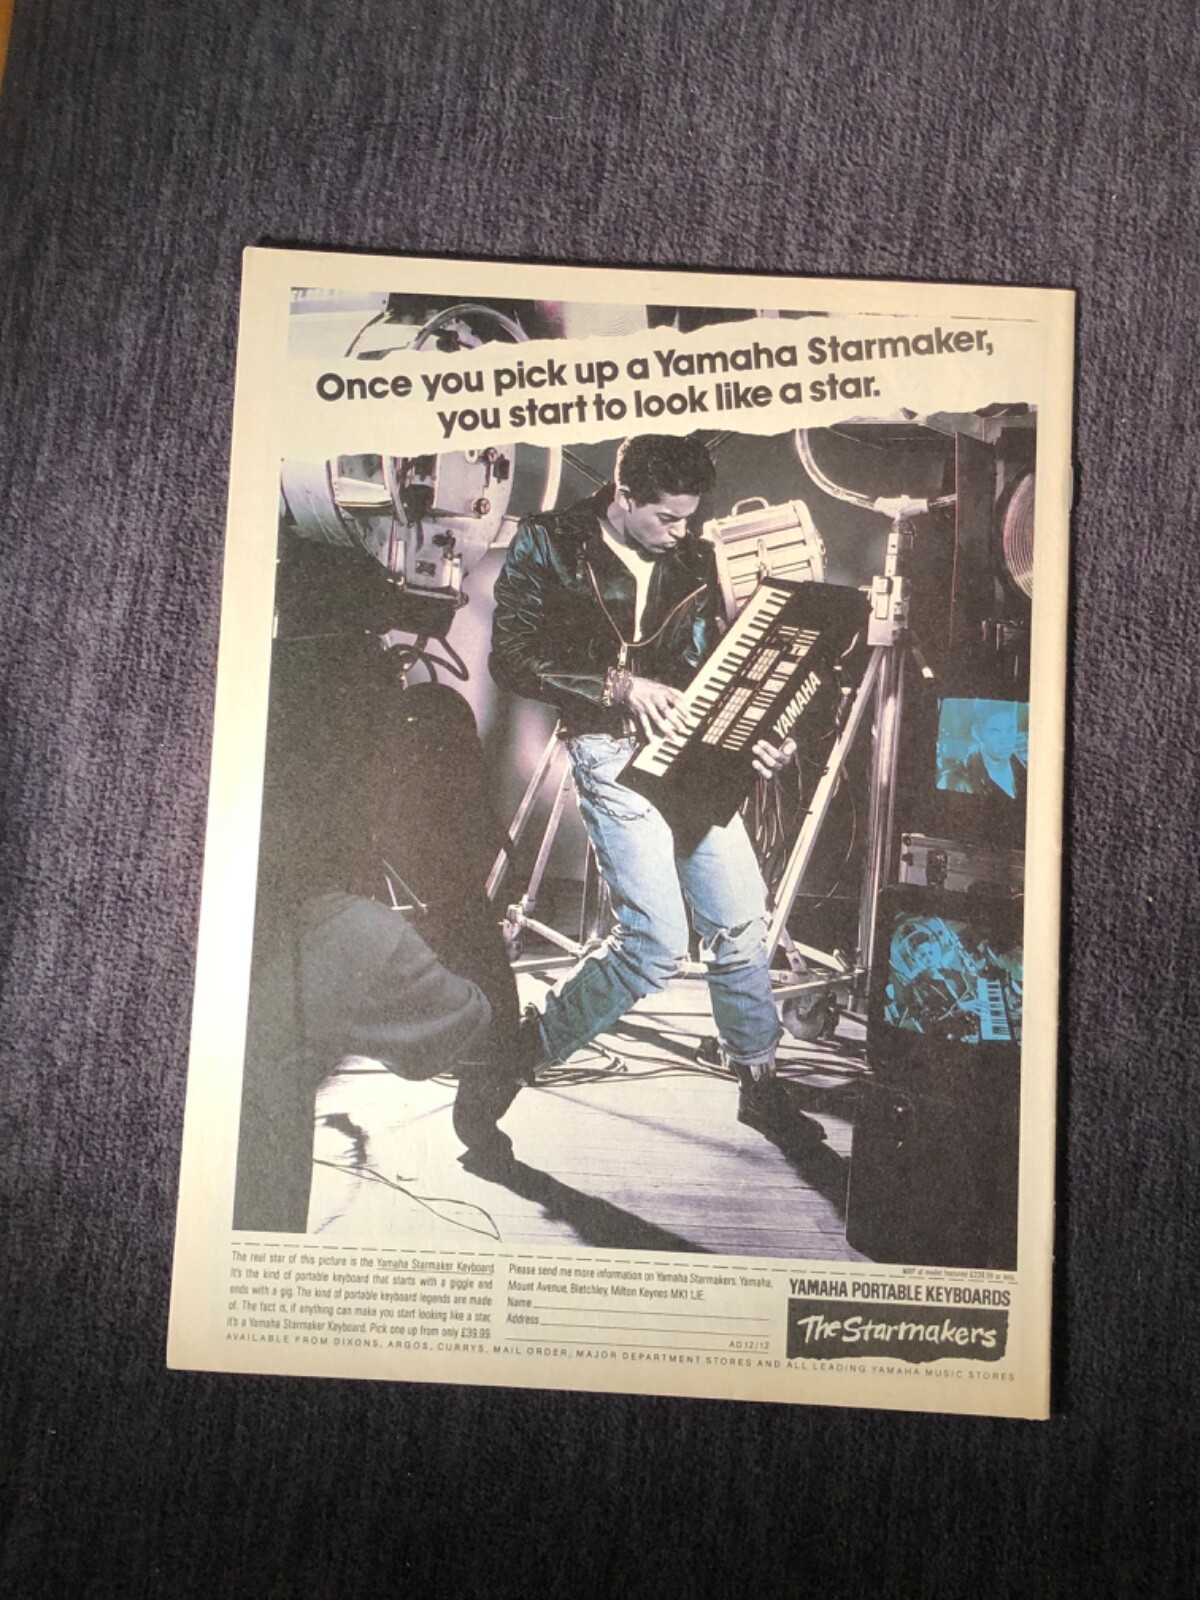 Once you pick up a Yamaha Starmaker,
you start to look like a star.
YAMAHA
The real star of this picture is the Yamaha Starmaker Keyboard.
It's the kind of portable keyboard that starts with a giggle and
ends with a gig. The kind of portable keyboard legends are made
of. The fact is, if anything can make you start looking like a star,
it's a Yamaha Starmaker Keyboard. Pick one up from only £39.99.
Please send me more information on Yamaha Starmakers. Yamaha,
Mount Avenue, Bletchley, Milton Keynes MK1 1JE.
Name
Address
AD12/12
RRP of model featured
YAMAHA PORTABLE KEYBOARDS
The Starmakers
AVAILABLE FROM DIXONS, ARGOS, CURRYS, MAIL ORDER, MAJOR DEPARTMENT STORES AND ALL LEADING YAMAHA MUSIC STORES